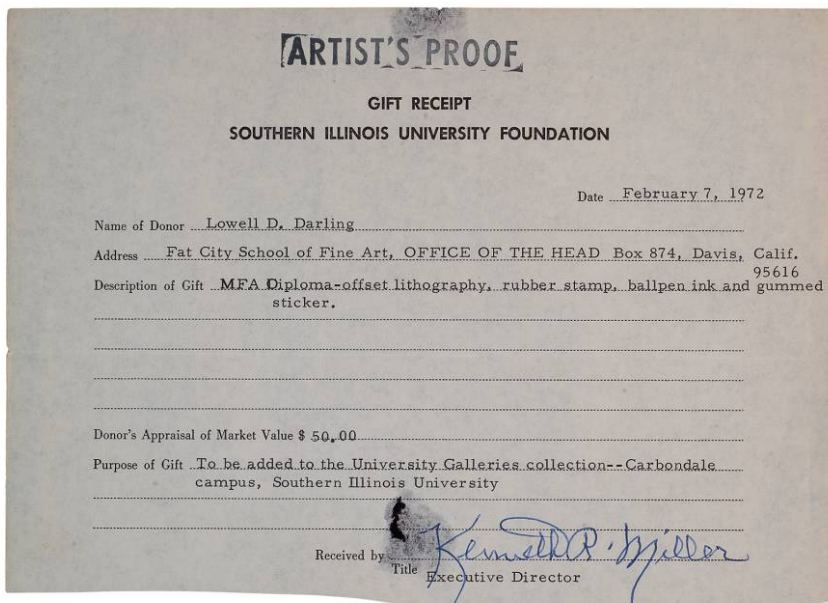 ARTIST'S PROOF
GIFT RECEIPT
SOUTHERN ILLINOIS UNIVERSITY FOUNDATION
Date February 7, 1972
Name of Donor Lowell D. Darling
Address Fat City School of Fine Art, OFFICE OF THE HEAD Box 874, Davis, Calif.
95616
Description of Gift MFA Diploma-offset lithography, rubber stamp, ballpen ink and gummed
sticker.
Donor's Appraisal of Market Value $ 50.00
Purpose of Gift To be added to the University Galleries collection--Carbondale
campus, Southern Illinois University
Received by Kenneth R. Miller
Title Executive Director